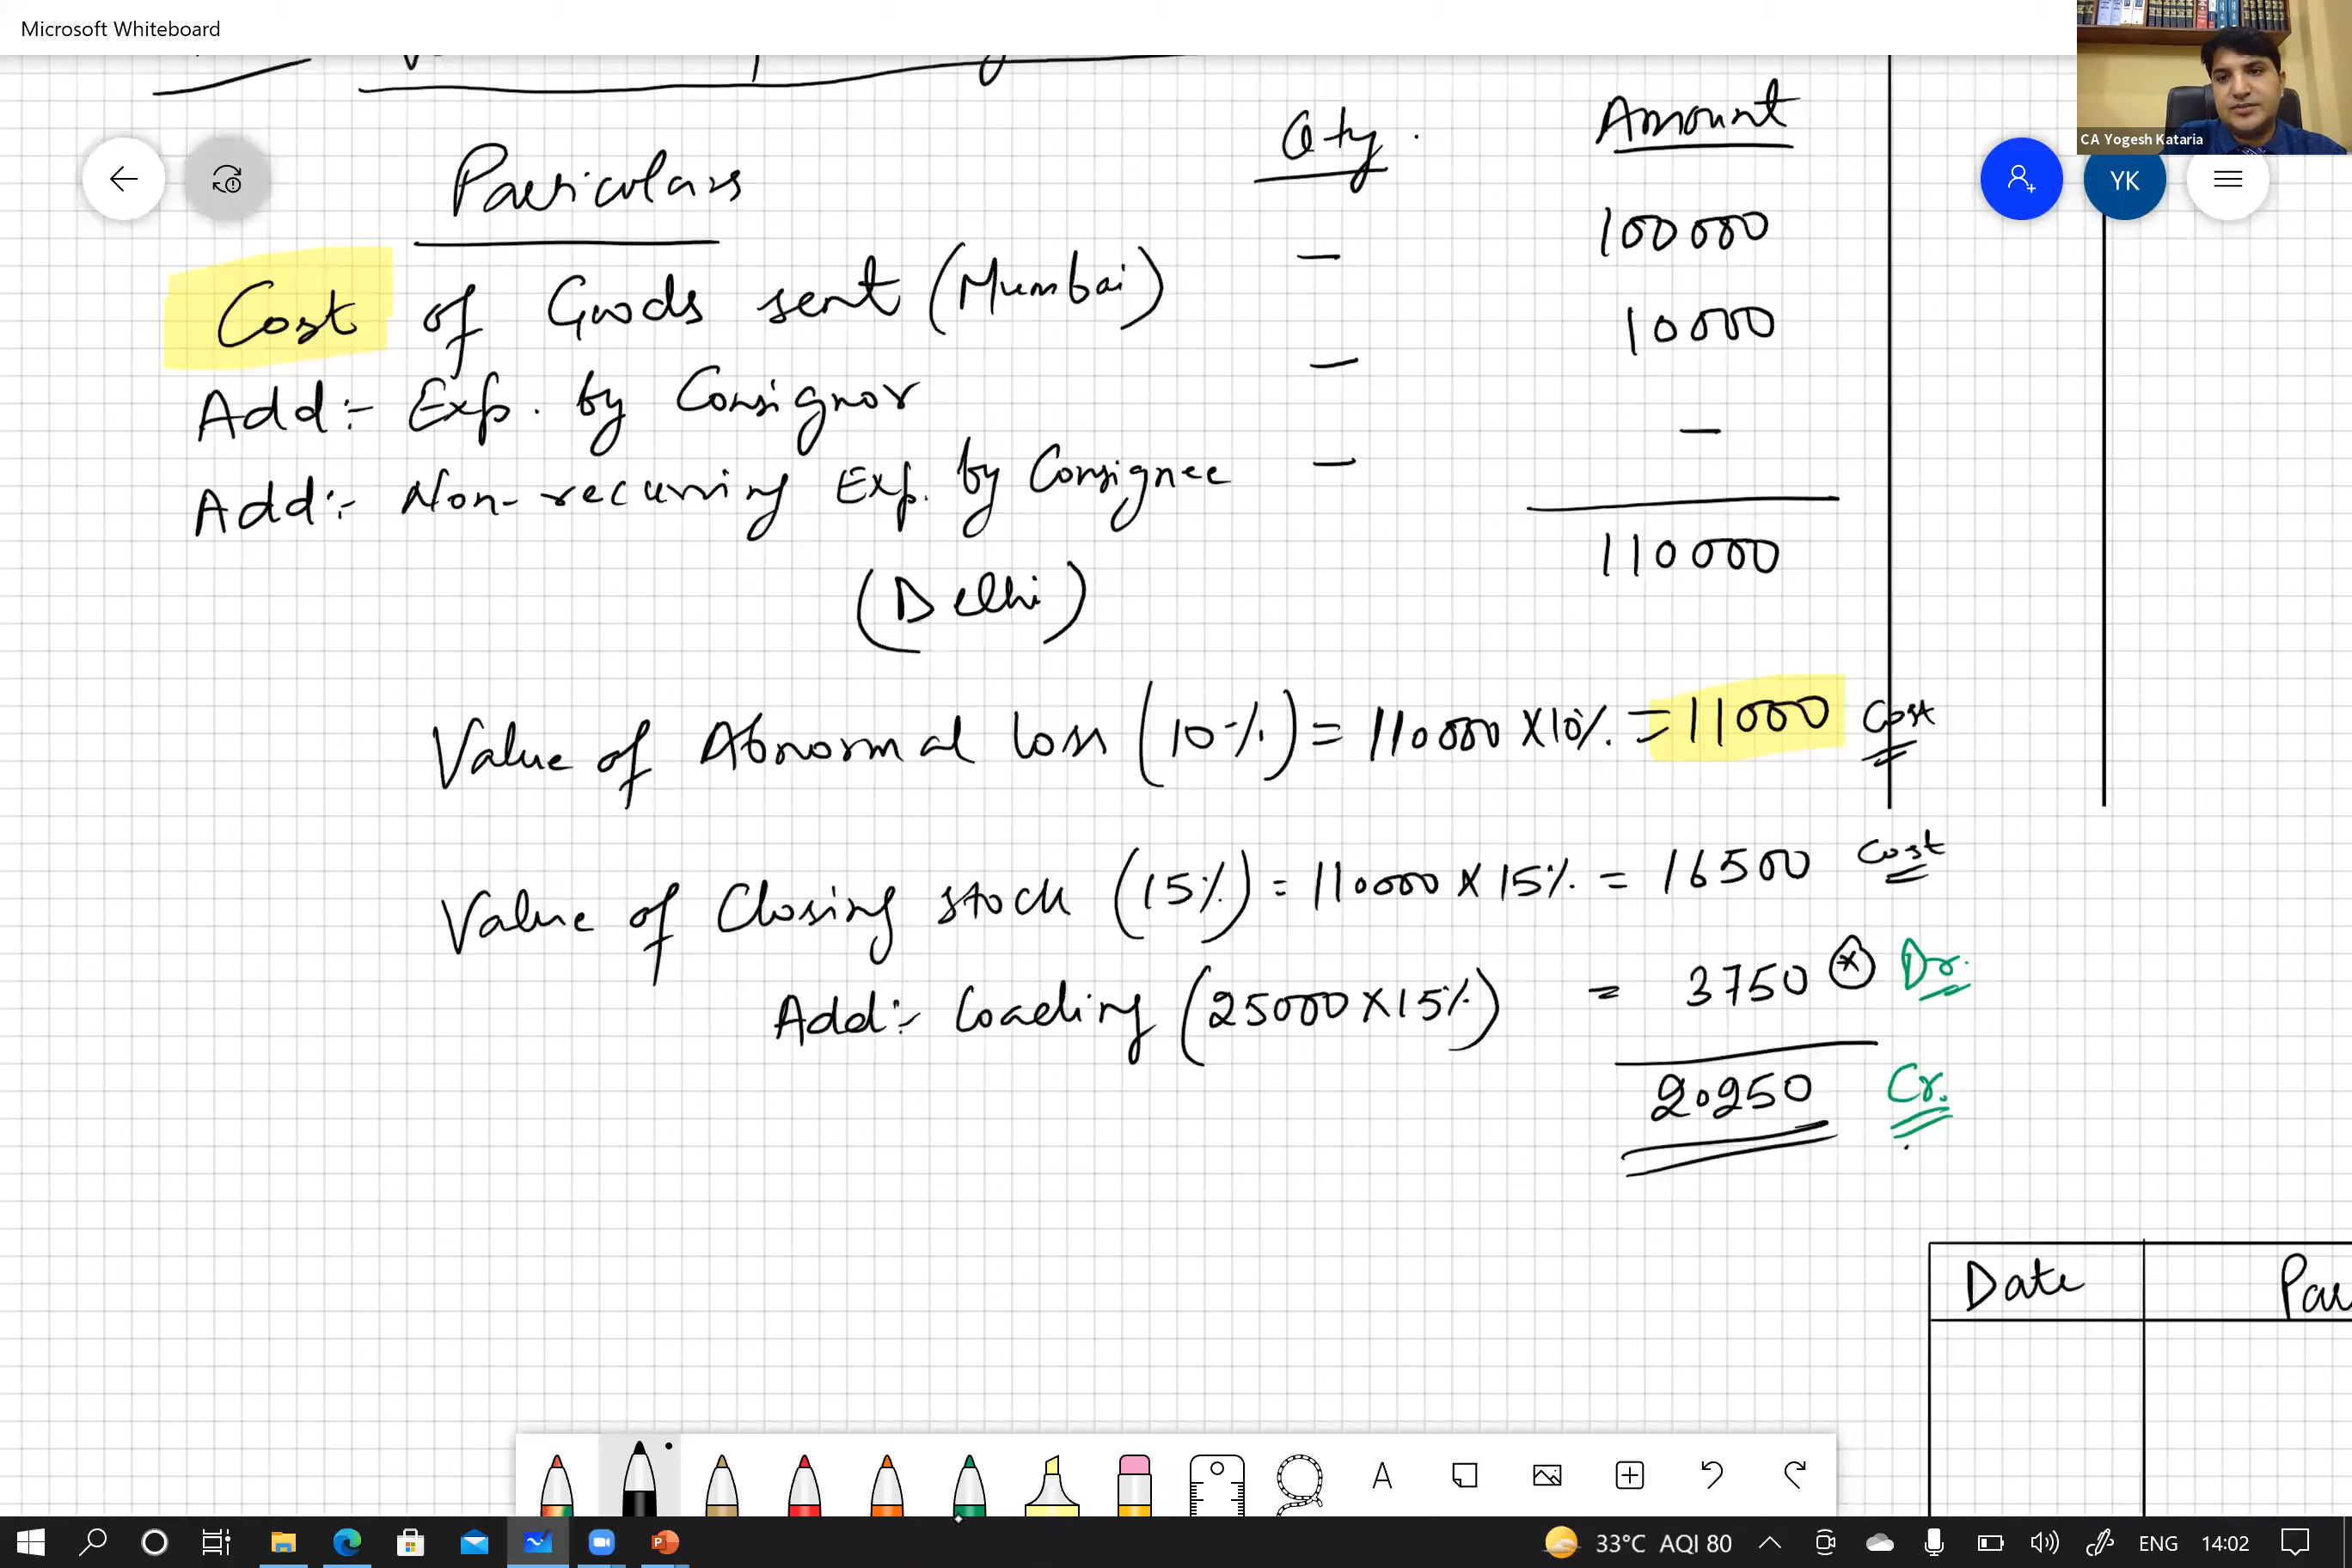 Microsoft Whiteboard
CA Yogesh Kataria
YK
Particulars Qty. Amount
Cost of Goods sent (Mumbai) — 100000
Add:- Exp. by Consignor — 10000
Add:- Non-recurring Exp. by Consignee — —
(Delhi) 110000
Value of Abnormal loss (10%) = 110000 X 10% = 11000 Cost
Value of Closing stock (15%) = 110000 X 15% = 16500 Cost
Add:- Loading (25000 X 15%) = 3750 * Dr.
20250 Cr.
Date
A
33°C AQI 80 ENG 14:02